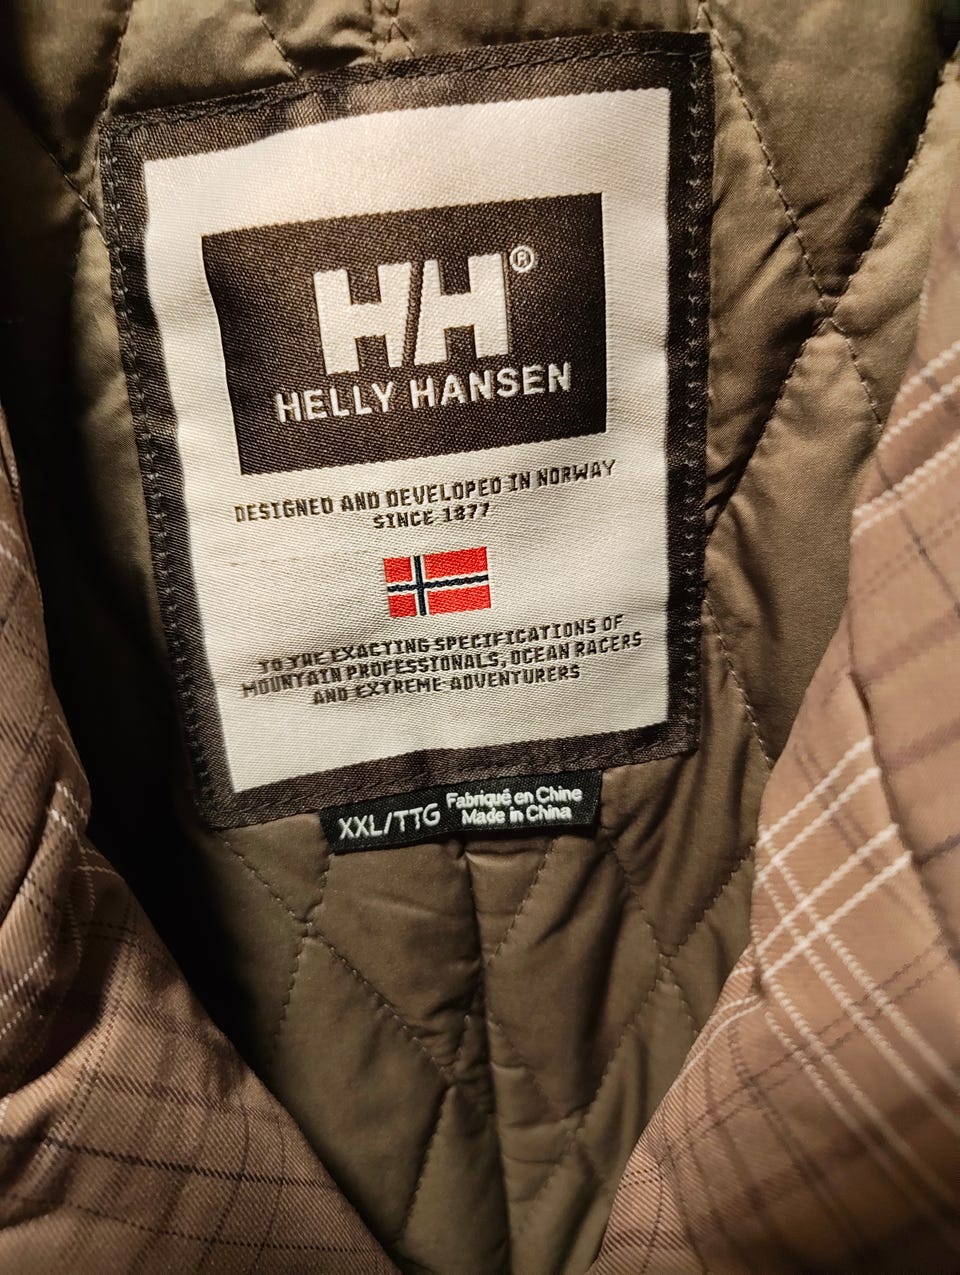 HH®
HELLY HANSEN
DESIGNED AND DEVELOPED IN NORWAY
SINCE 1877
TO THE EXACTING SPECIFICATIONS OF
MOUNTAIN PROFESSIONALS, OCEAN RACERS
AND EXTREME ADVENTURERS
XXL/TTG
Fabriqué en Chine
Made in China